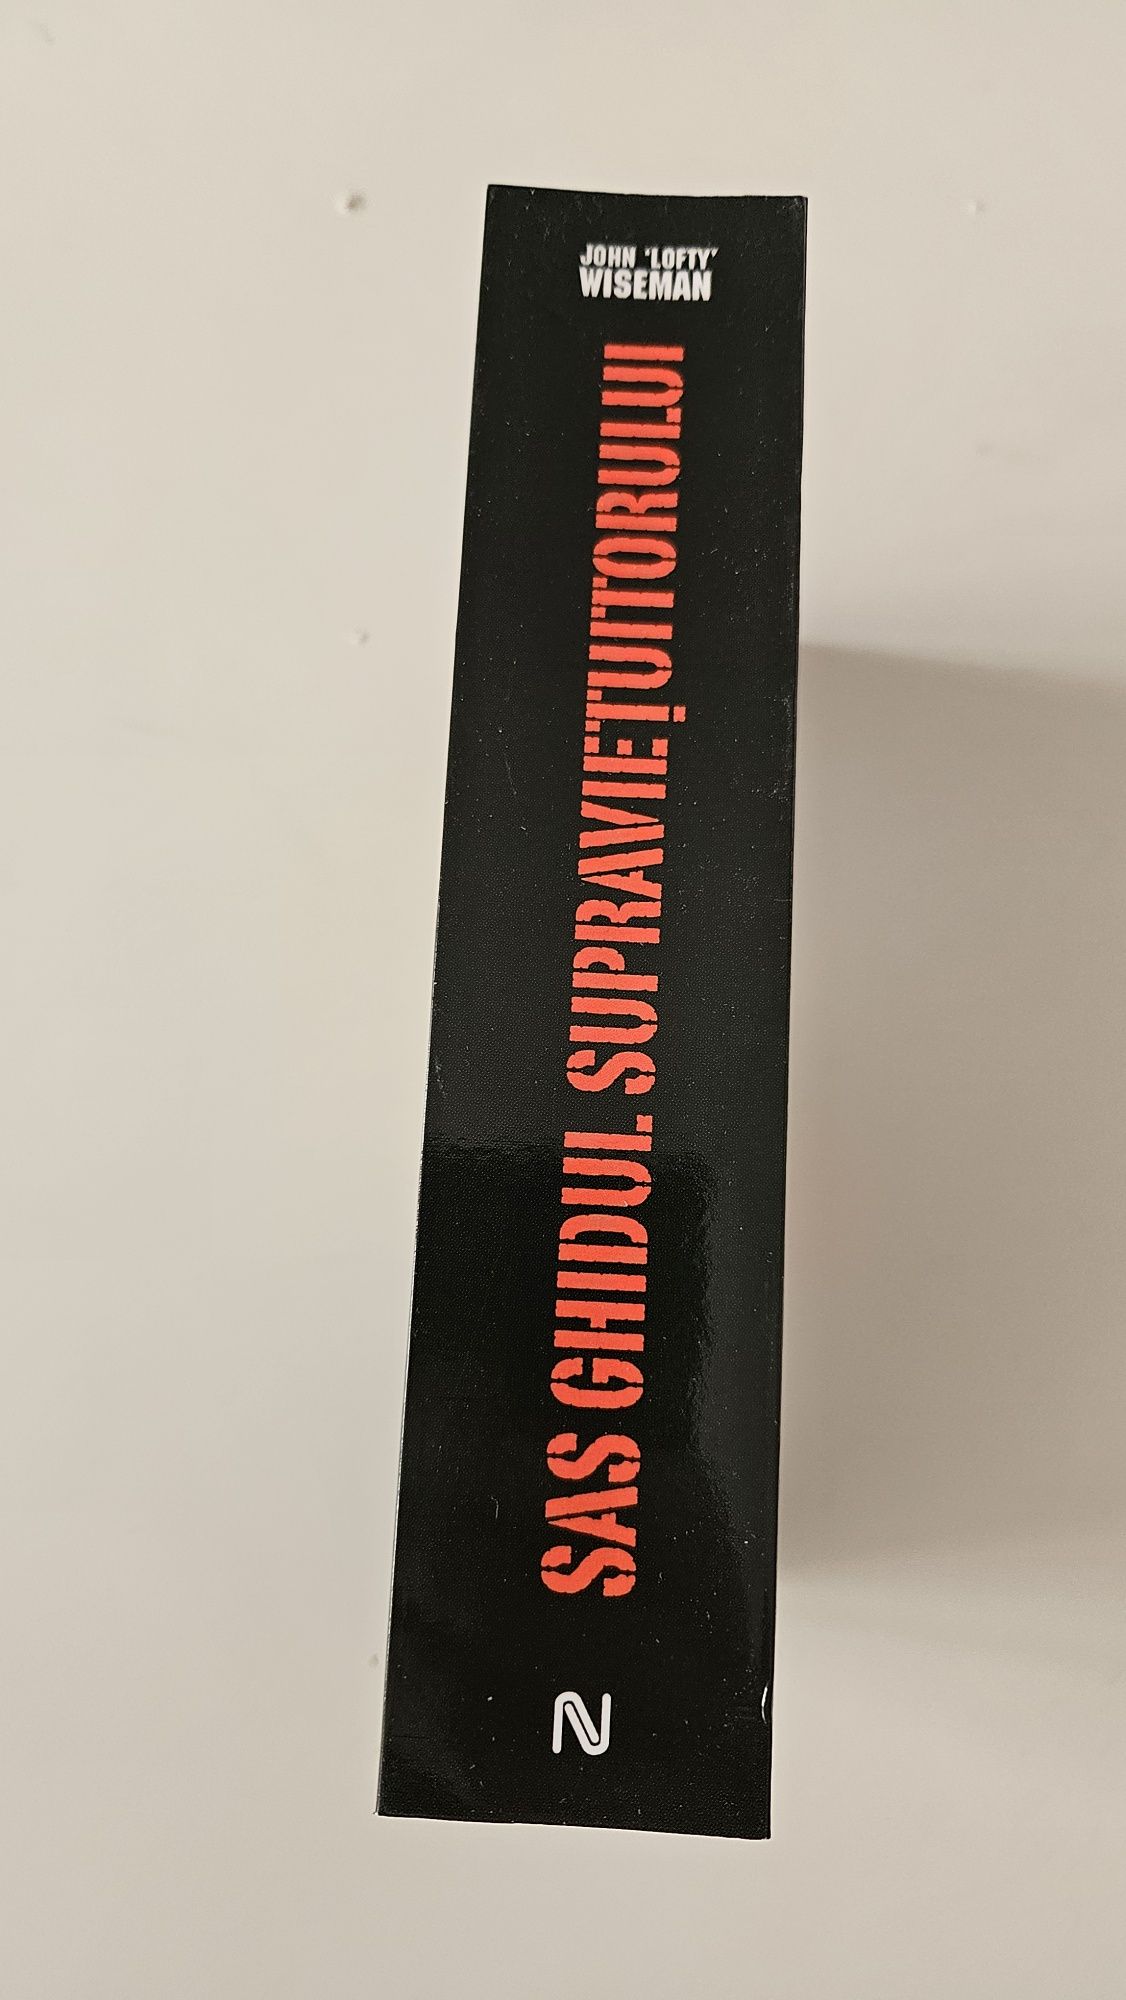 JOHN 'LOFTY'
WISEMAN
SAS GHIDUL SUPRAVIEȚUITORULUI